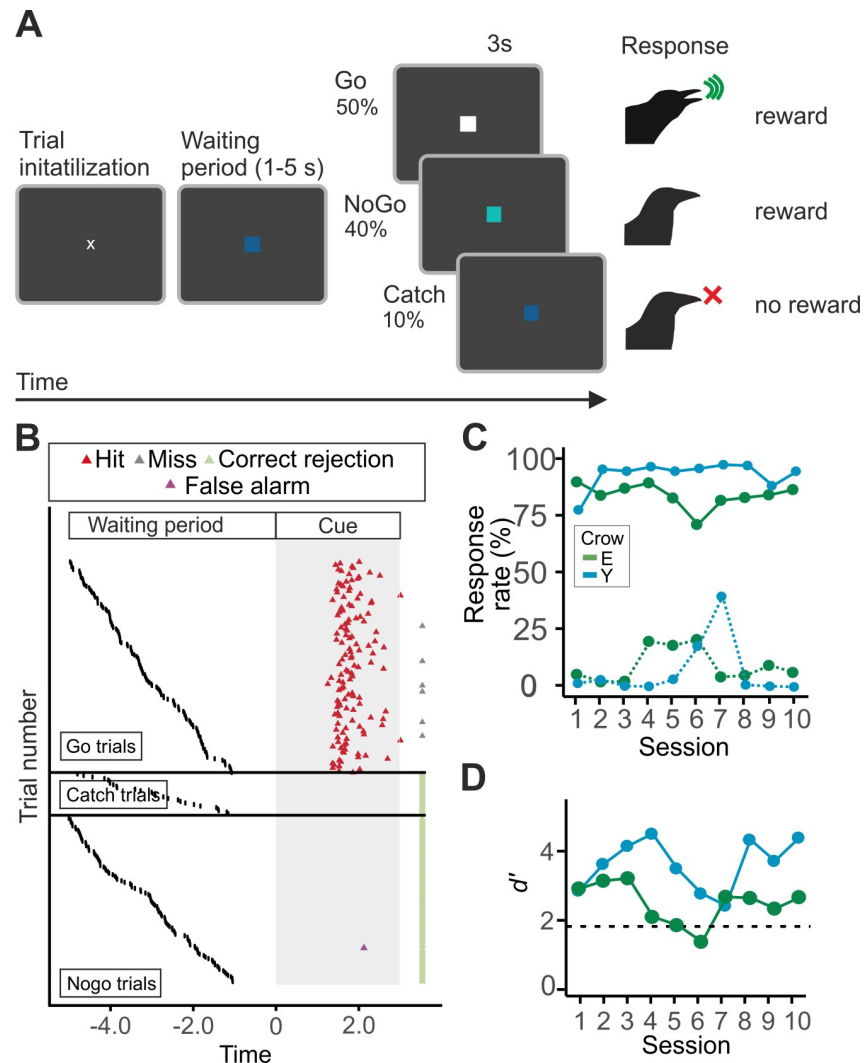 A
3s
Response
Go
50%
reward
Trial
initatilization
Waiting
period (1-5 s)
x
NoGo
40%
reward
Catch
10%
no reward
Time
B
Hit Miss Correct rejection
False alarm
Waiting period
Cue
Trial number
Go trials
Catch trials
Nogo trials
-4.0 -2.0 0 2.0
Time
C
Response
rate (%)
100
75
50
25
0
Crow
E
Y
1 2 3 4 5 6 7 8 9 10
Session
D
d'
4
2
0
1 2 3 4 5 6 7 8 9 10
Session